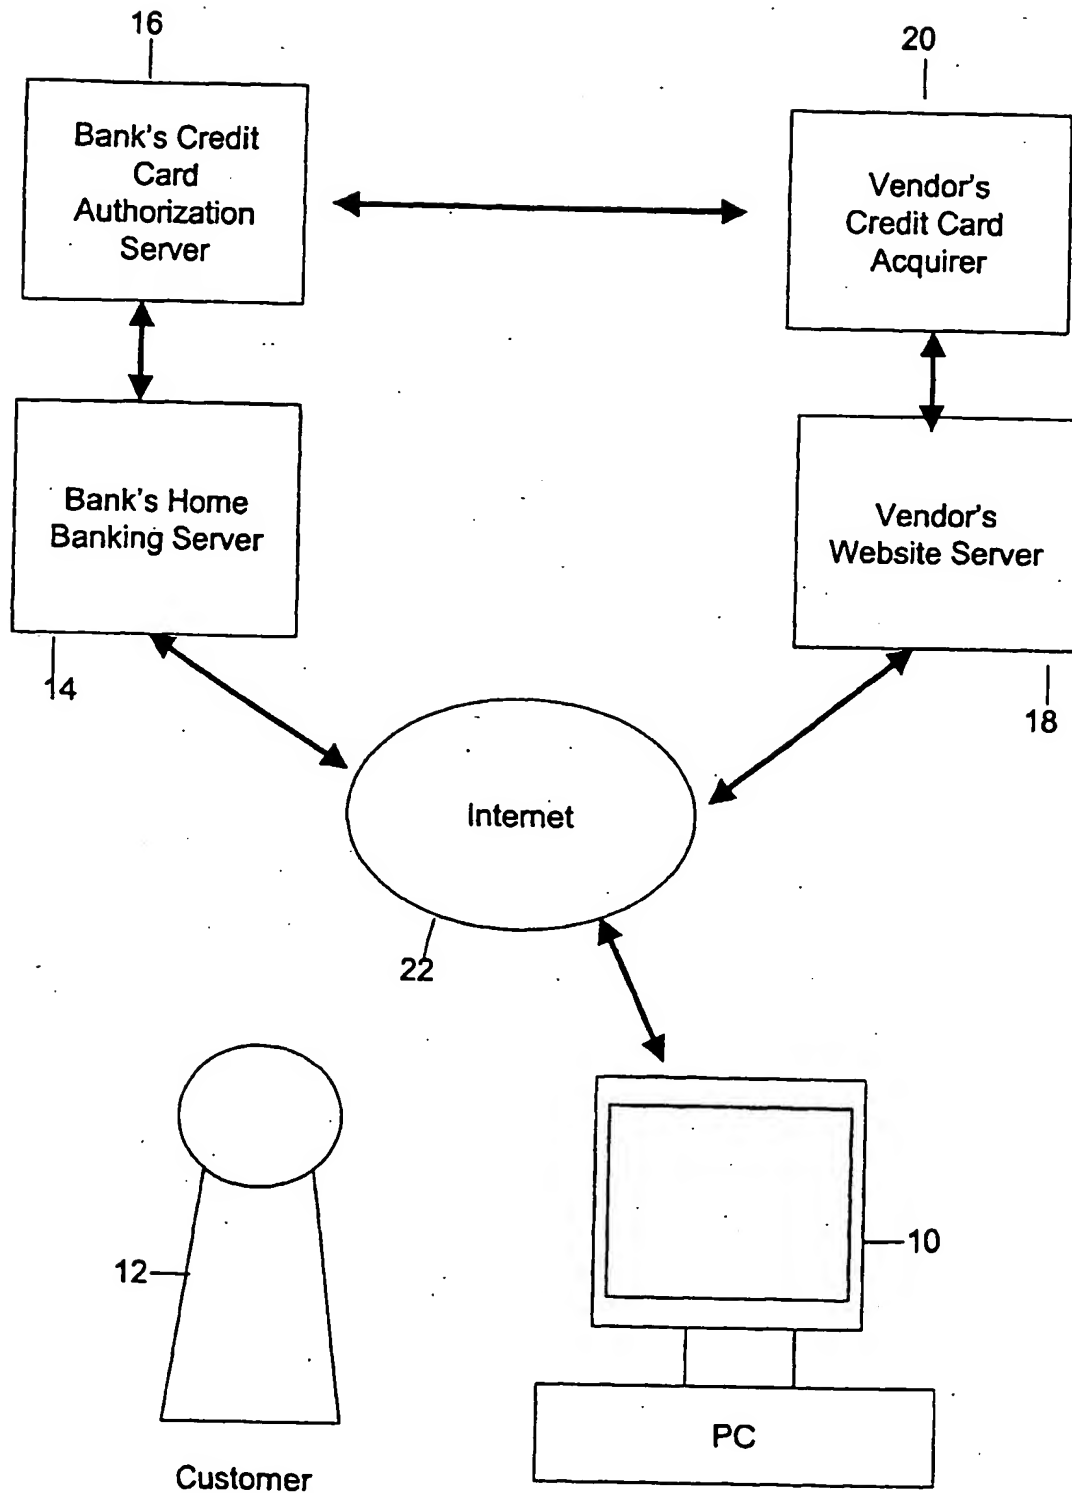 16
20
Bank's Credit
Card
Authorization
Server
Vendor's
Credit Card
Acquirer
Bank's Home
Banking Server
Vendor's
Website Server
14
18
Internet
22
12
10
PC
Customer